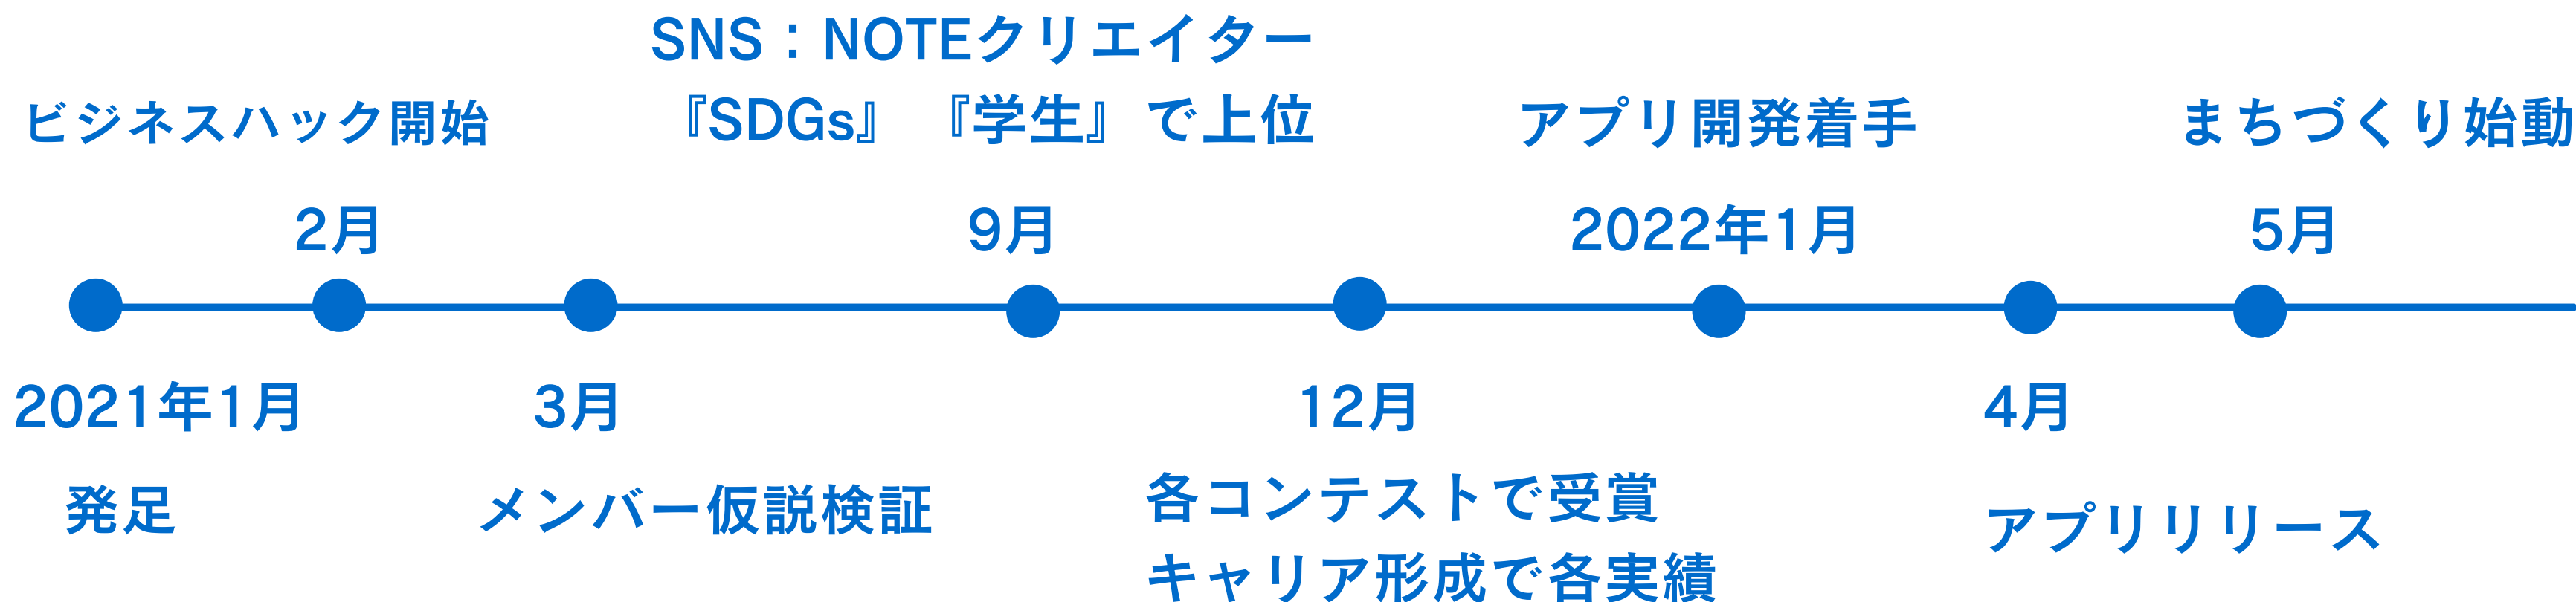 SNS：NOTEクリエイター
『SDGs』『学生』で上位
ビジネスハック開始
アプリ開発着手
まちづくり始動
2月
9月
2022年1月
5月
2021年1月
3月
12月
4月
発足
メンバー仮説検証
各コンテストで受賞
キャリア形成で各実績
アプリリリース